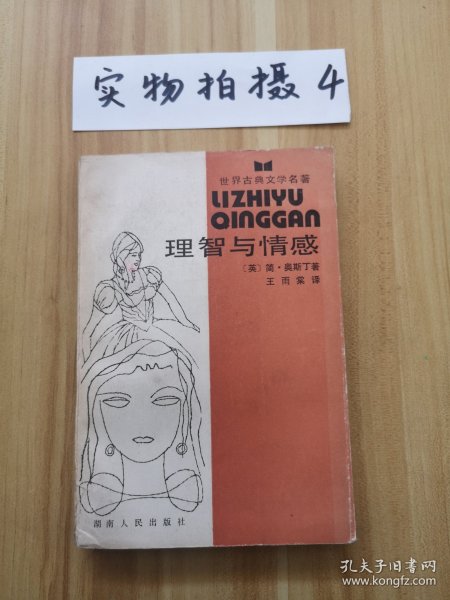 实物拍摄4
世界古典文学名著
LIZHIYU
QINGGAN
理智与情感
〔英〕简·奥斯丁著
王雨棠译
湖南人民出版社
孔夫子旧书网
www.kongfz.com